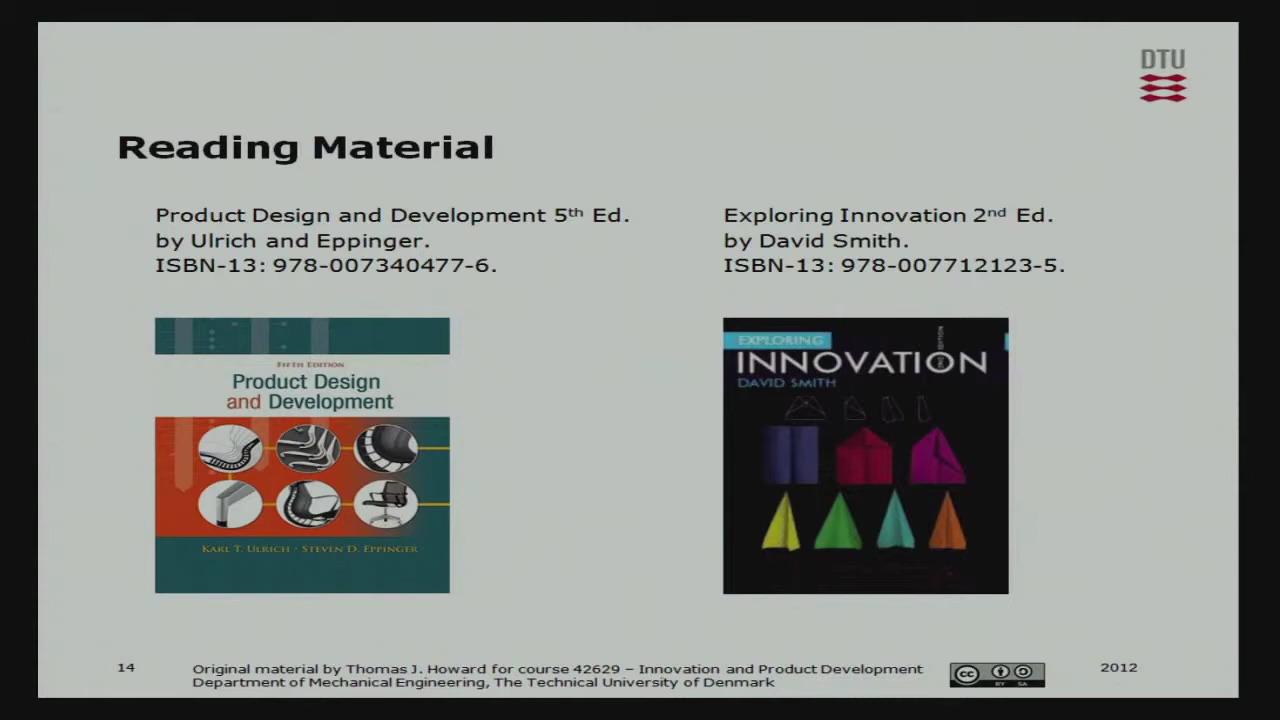 DTU
Reading Material
Product Design and Development 5th Ed.
by Ulrich and Eppinger.
ISBN-13: 978-007340477-6.
Exploring Innovation 2nd Ed.
by David Smith.
ISBN-13: 978-007712123-5.
FIFTH EDITION
Product Design
and Development
KARL T. ULRICH · STEVEN D. EPPINGER
EXPLORING
INNOVATION
DAVID SMITH
14
Original material by Thomas J. Howard for course 42629 – Innovation and Product Development
Department of Mechanical Engineering, The Technical University of Denmark
cc
BY SA
2012